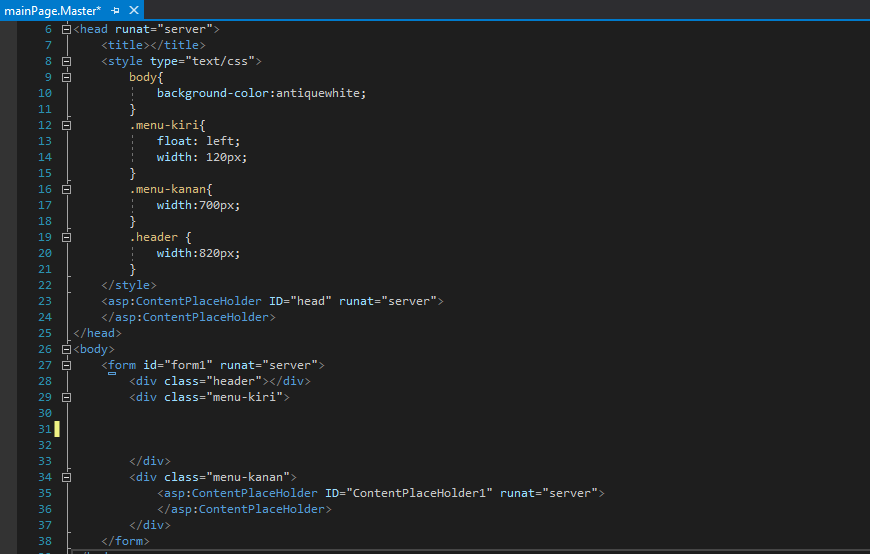 mainPage.Master*
6 <head runat="server">
7 <title></title>
8 <style type="text/css">
9 body{
10 background-color:antiquewhite;
11 }
12 .menu-kiri{
13 float: left;
14 width: 120px;
15 }
16 .menu-kanan{
17 width:700px;
18 }
19 .header {
20 width:820px;
21 }
22 </style>
23 <asp:ContentPlaceHolder ID="head" runat="server">
24 </asp:ContentPlaceHolder>
25 </head>
26 <body>
27 <form id="form1" runat="server">
28 <div class="header"></div>
29 <div class="menu-kiri">
30
31
32
33 </div>
34 <div class="menu-kanan">
35 <asp:ContentPlaceHolder ID="ContentPlaceHolder1" runat="server">
36 </asp:ContentPlaceHolder>
37 </div>
38 </form>